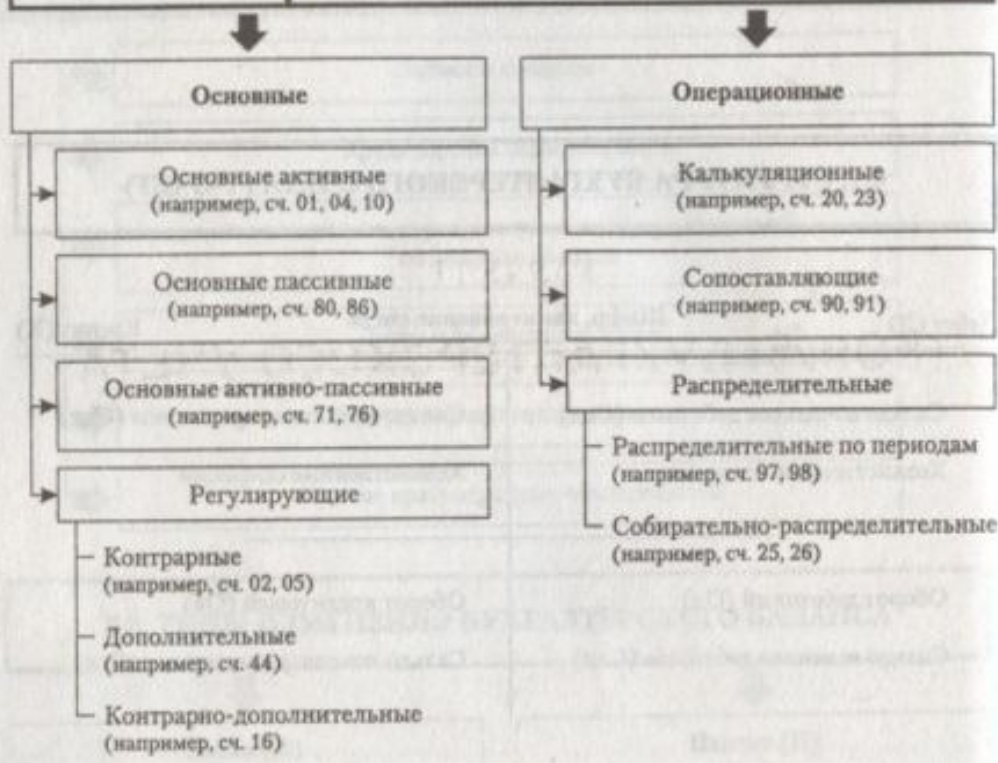 Основные
Основные активные
(например, сч. 01, 04, 10)
Основные пассивные
(например, сч. 80, 86)
Основные активно-пассивные
(например, сч. 71, 76)
Регулирующие
Контрарные
(например, сч. 02, 05)
Дополнительные
(например, сч. 44)
Контрарно-дополнительные
(например, сч. 16)
Операционные
Калькуляционные
(например, сч. 20, 23)
Сопоставляющие
(например, сч. 90, 91)
Распределительные
Распределительные по периодам
(например, сч. 97, 98)
Собирательно-распределительные
(например, сч. 25, 26)